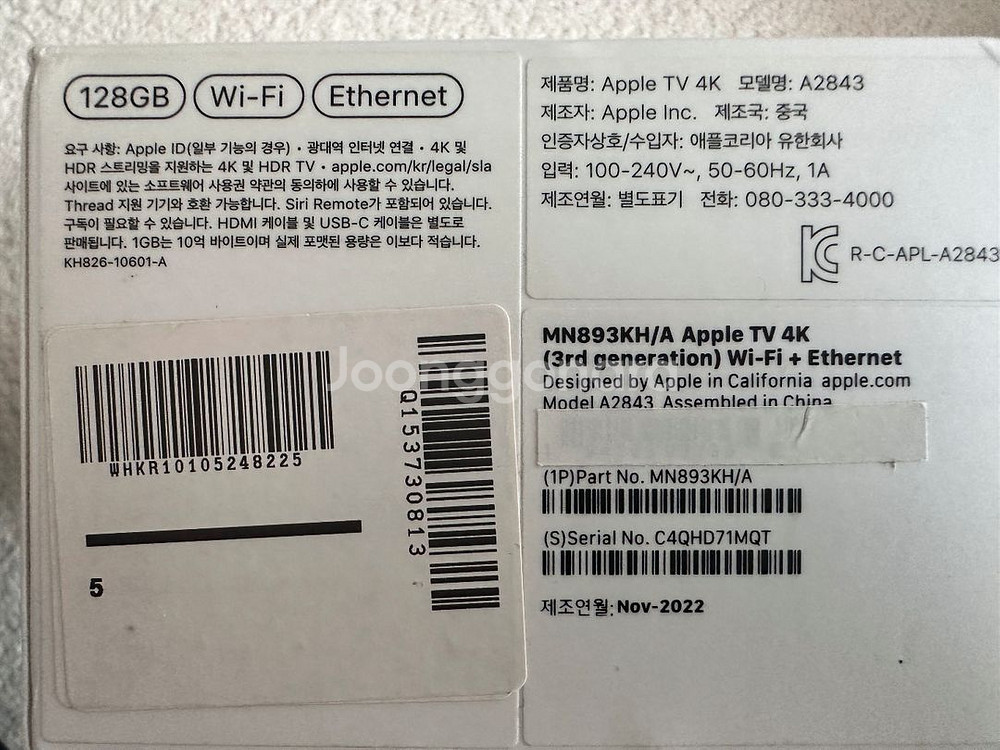 128GB Wi-Fi Ethernet
요구 사항: Apple ID(일부 기능의 경우) • 광대역 인터넷 연결 • 4K 및
HDR 스트리밍을 지원하는 4K 및 HDR TV • apple.com/kr/legal/sla
사이트에 있는 소프트웨어 사용권 약관의 동의하에 사용할 수 있습니다.
Thread 지원 기기와 호환 가능합니다. Siri Remote가 포함되어 있습니다.
구독이 필요할 수 있습니다. HDMI 케이블 및 USB-C 케이블은 별도로
판매됩니다. 1GB는 10억 바이트이며 실제 포맷된 용량은 이보다 적습니다.
KH826-10601-A
제품명: Apple TV 4K 모델명: A2843
제조자: Apple Inc. 제조국: 중국
인증자상호/수입자: 애플코리아 유한회사
입력: 100-240V~, 50-60Hz, 1A
제조연월: 별도표기 전화: 080-333-4000
R-C-APL-A2843
WHKR10105248225
Q153730813
5
MN893KH/A Apple TV 4K
(3rd generation) Wi-Fi + Ethernet
Designed by Apple in California apple.com
Model A2843 Assembled in China
(1P)Part No. MN893KH/A
(S)Serial No. C4QHD71MQT
제조연월: Nov-2022
Joonggonara